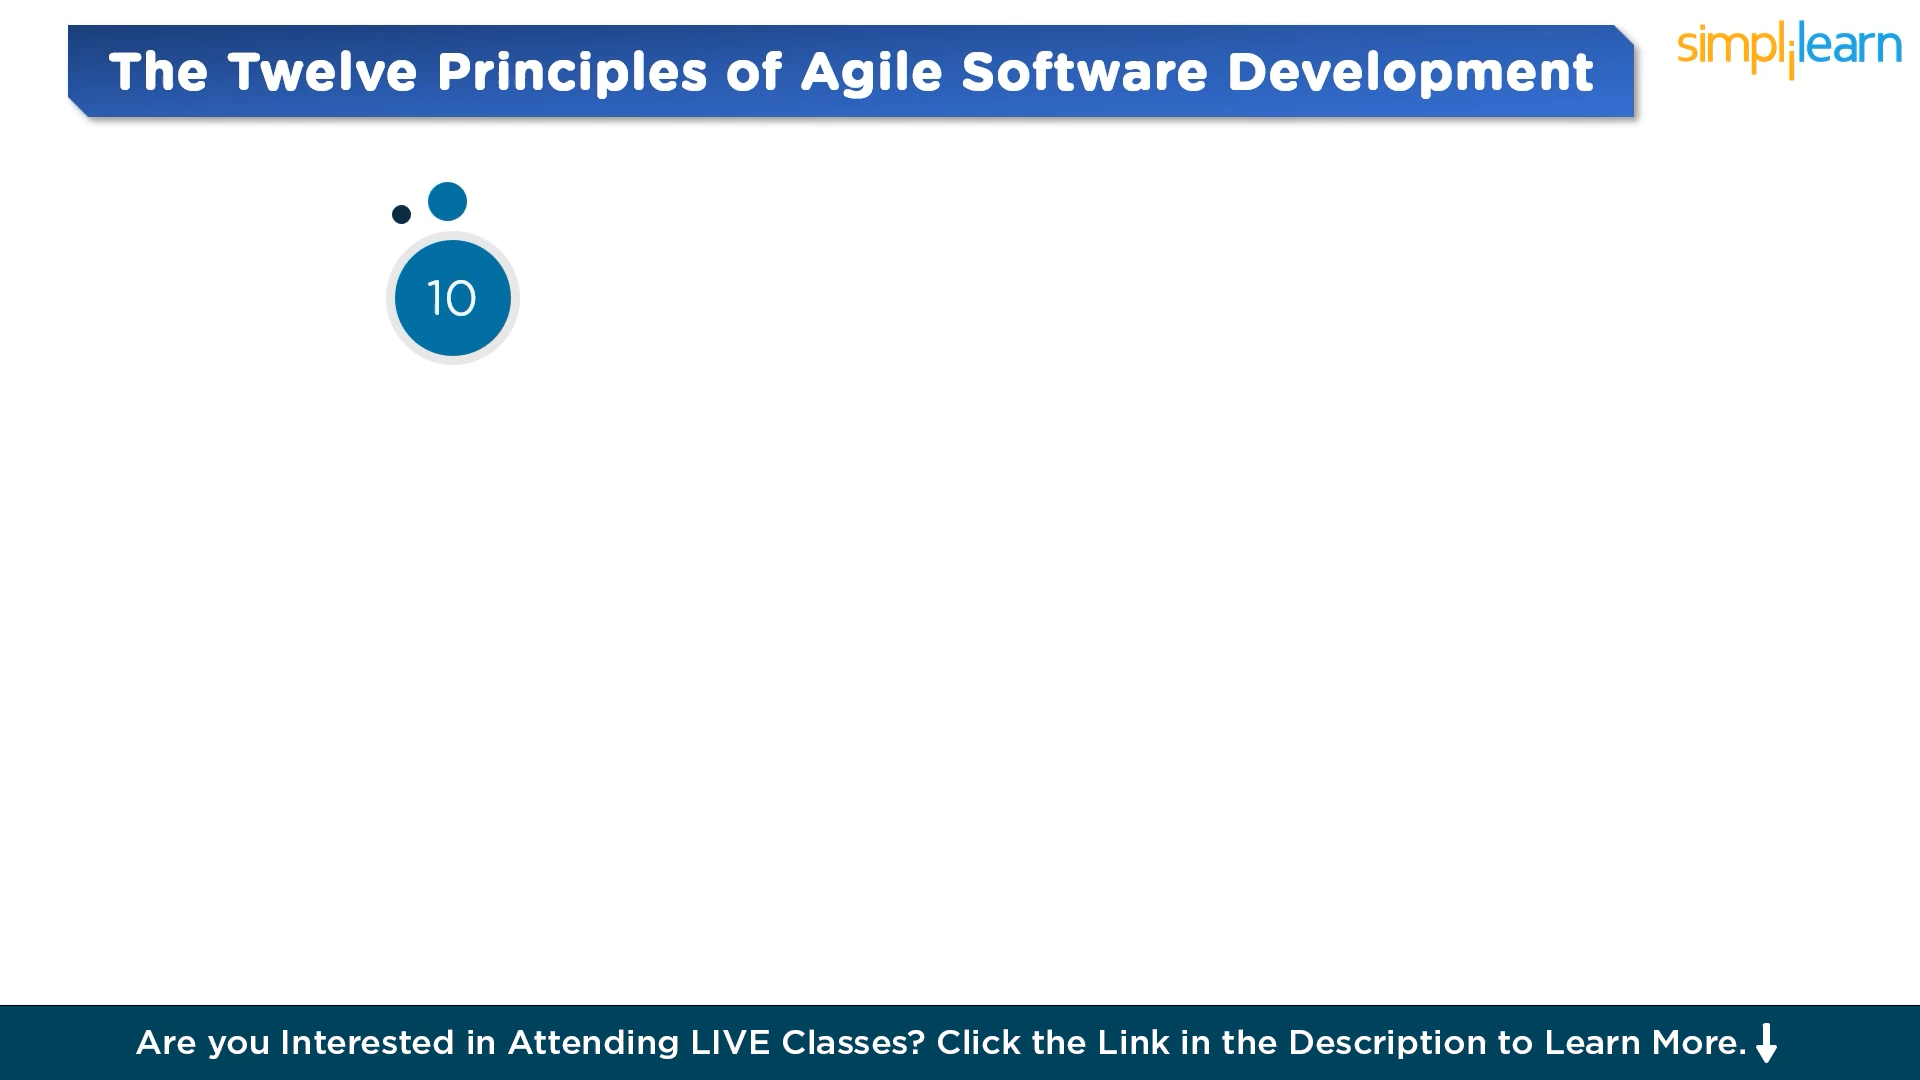 The Twelve Principles of Agile Software Development
simplilearn
10
Are you Interested in Attending LIVE Classes? Click the Link in the Description to Learn More.